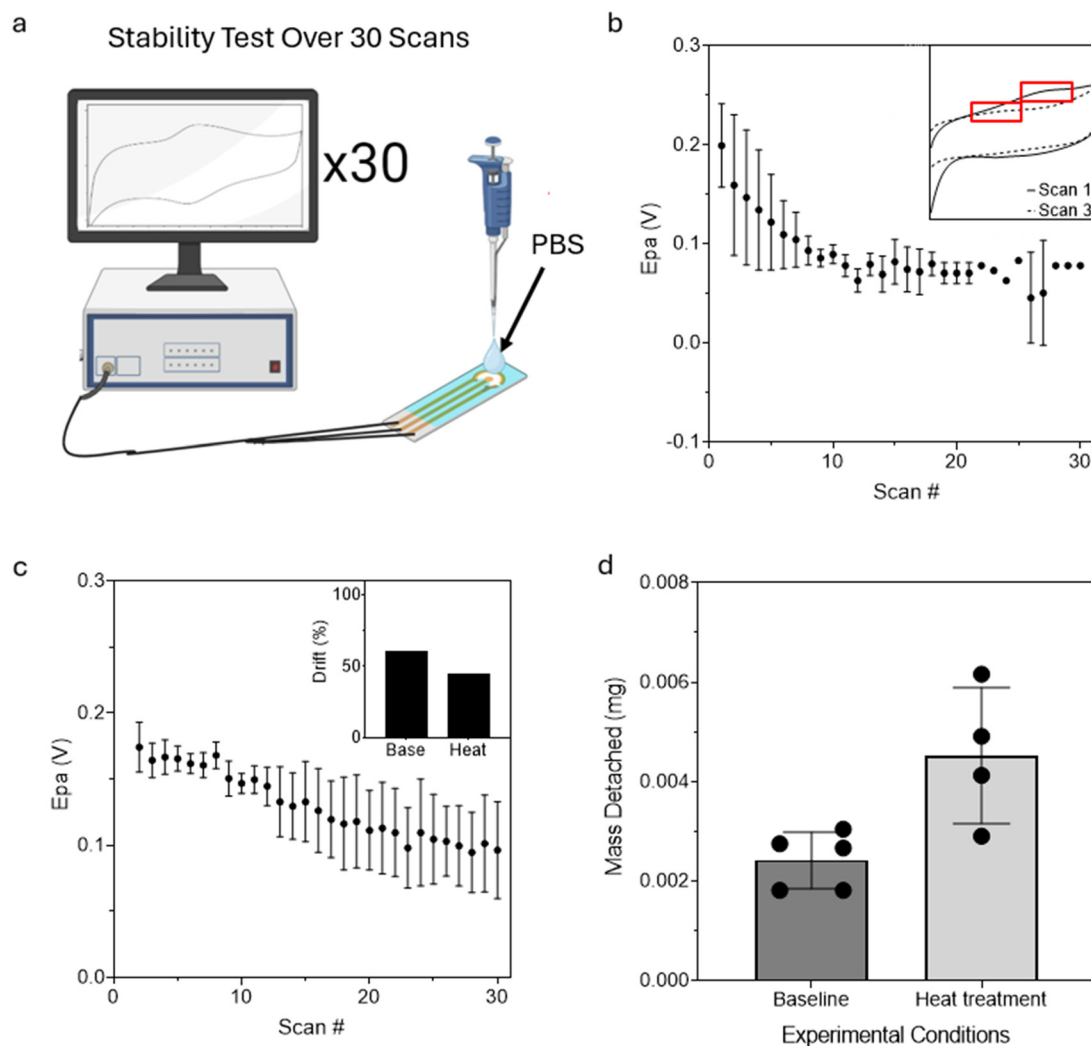 a
Stability Test Over 30 Scans
x30
PBS
b
0.3
0.2
0.1
0.0
-0.1
Epa (V)
0
10
20
30
Scan #
Scan 1
Scan 3
c
0.3
0.2
0.1
0.0
Epa (V)
0
10
20
30
Scan #
100
50
0
Drift (%)
Base
Heat
d
0.008
0.006
0.004
0.002
0.000
Mass Detached (mg)
Baseline
Heat treatment
Experimental Conditions